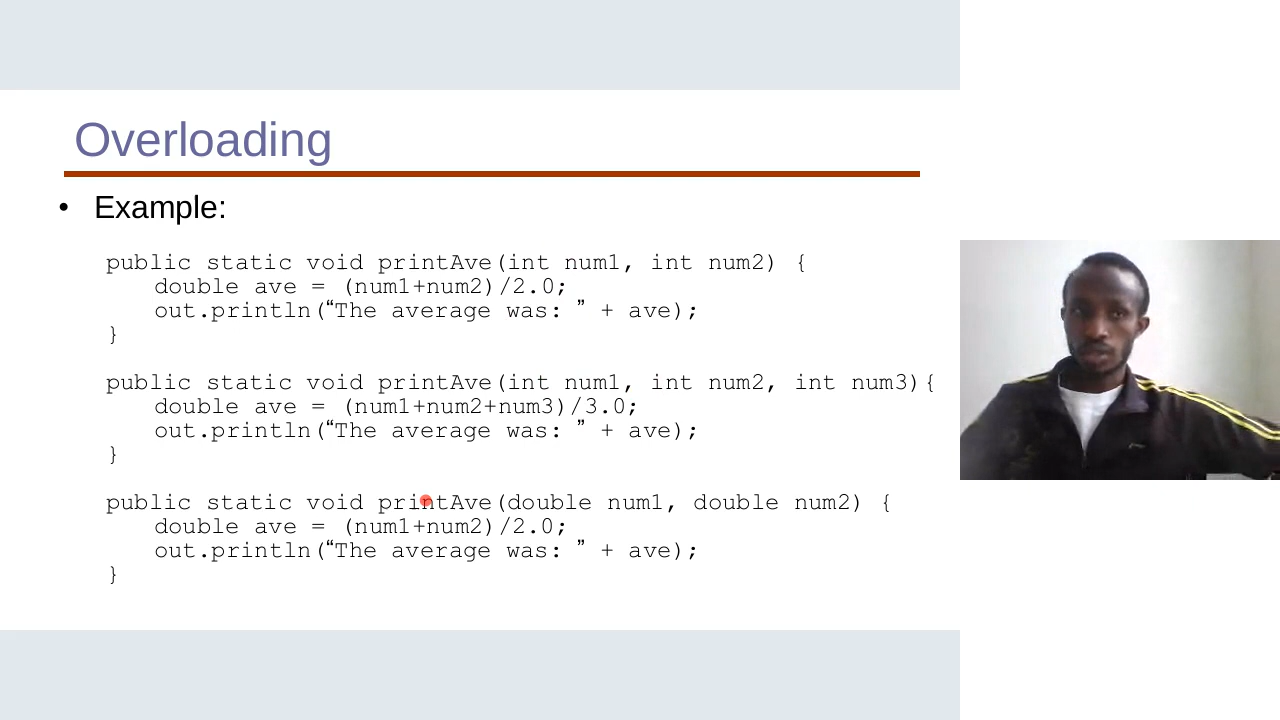 Overloading
• Example:
public static void printAve(int num1, int num2) {
double ave = (num1+num2)/2.0;
out.println(“The average was: ” + ave);
}
public static void printAve(int num1, int num2, int num3){
double ave = (num1+num2+num3)/3.0;
out.println(“The average was: ” + ave);
}
public static void printAve(double num1, double num2) {
double ave = (num1+num2)/2.0;
out.println(“The average was: ” + ave);
}